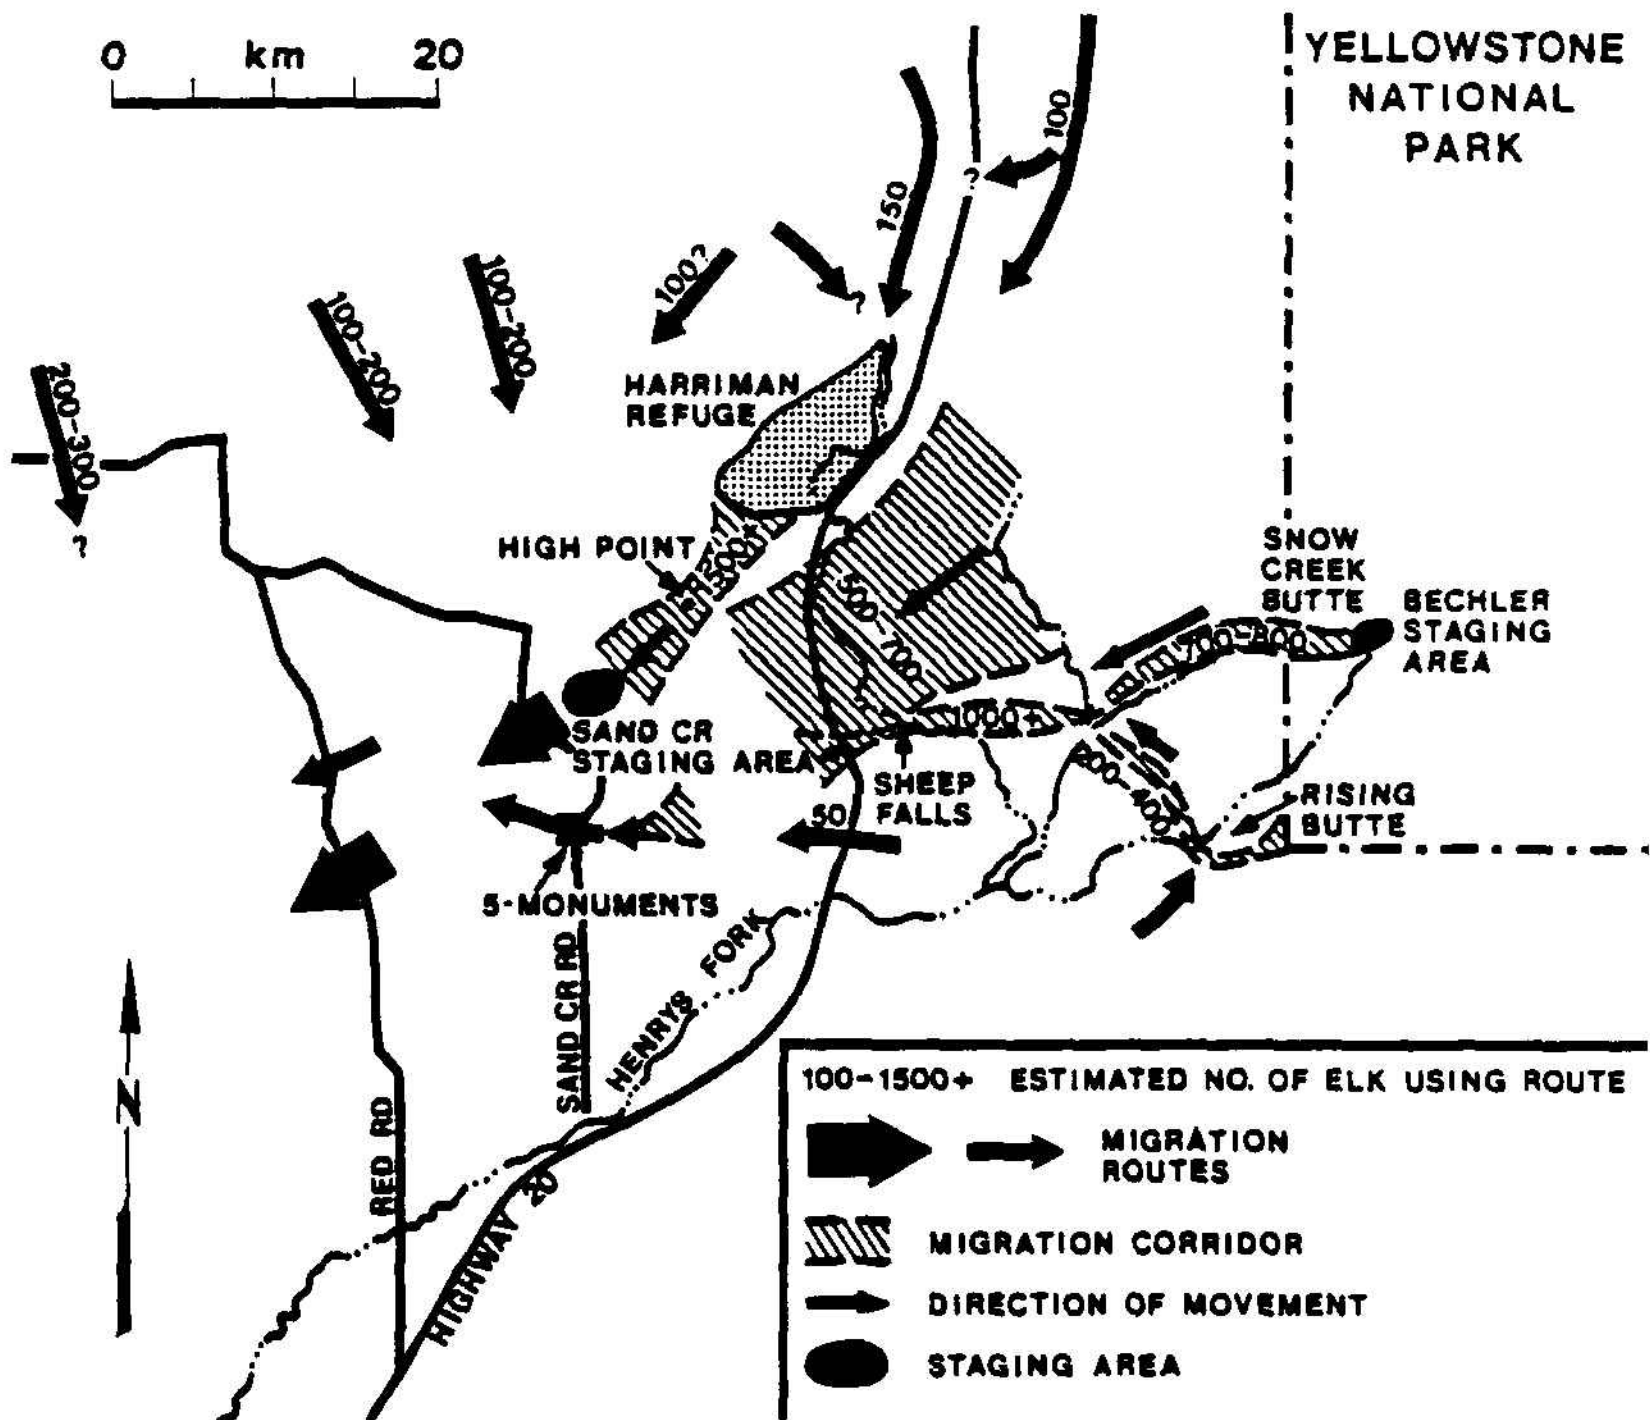 0 km 20
YELLOWSTONE
NATIONAL
PARK
100
150
?
100?
?
100-200
100-200
200-300
?
HARRIMAN
REFUGE
HIGH POINT
1500+
500-700
SNOW
CREEK
BUTTE
BECHLER
STAGING
AREA
700-800
1000+
SAND CR
STAGING AREA
SHEEP
FALLS
200-400
RISING
BUTTE
50
5-MONUMENTS
SAND CR RD
HENRYS FORK
RED RD
HIGHWAY 20
N
100-1500+ ESTIMATED NO. OF ELK USING ROUTE
MIGRATION
ROUTES
MIGRATION CORRIDOR
DIRECTION OF MOVEMENT
STAGING AREA